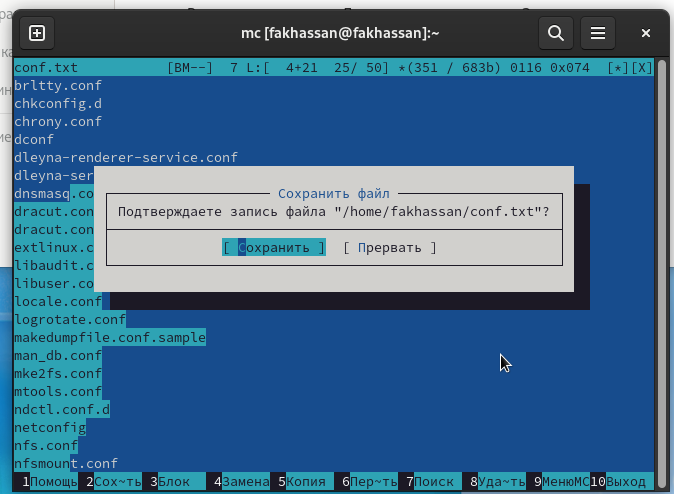 mc [fakhassan@fakhassan]:~
conf.txt [BM--] 7 L:[ 4+21 25/ 50] *(351 / 683b) 0116 0x074 [*][X]
brltty.conf
chkconfig.d
chrony.conf
dconf
dleyna-renderer-service.conf
dleyna-ser
Сохранить файл
dnsmasq.co
dracut.con
Подтверждаете запись файла "/home/fakhassan/conf.txt"?
dracut.con
extlinux.c
[ Сохранить ] [ Прервать ]
libaudit.c
libuser.co
locale.conf
logrotate.conf
makedumpfile.conf.sample
man_db.conf
mke2fs.conf
mtools.conf
ndctl.conf.d
netconfig
nfs.conf
nfsmount.conf
1Помощь 2Сох~ть 3Блок 4Замена 5Копия 6Пер~ть 7Поиск 8Уда~ть 9МенюMC 10Выход